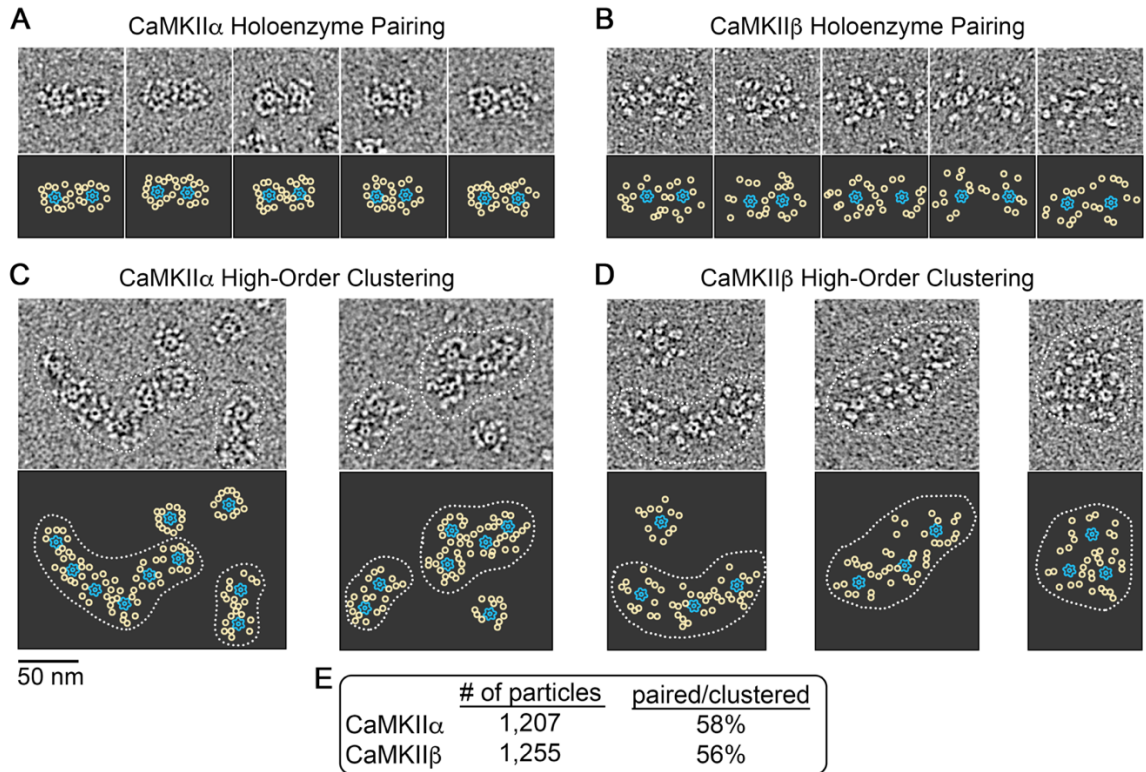 A
CaMKIIα Holoenzyme Pairing
B
CaMKIIβ Holoenzyme Pairing
C
CaMKIIα High-Order Clustering
D
CaMKIIβ High-Order Clustering
50 nm
E
# of particles paired/clustered
CaMKIIα 1,207 58%
CaMKIIβ 1,255 56%